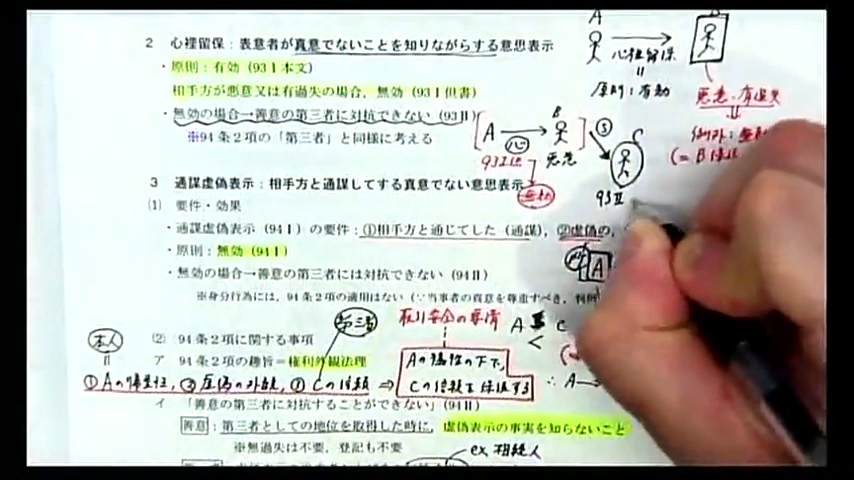 2 心裡留保：表意者が真意でないことを知りながらする意思表示
・原則：有効（93Ⅰ本文）
相手方が悪意又は有過失の場合，無効（93Ⅰ但書）
・無効の場合→善意の第三者に対抗できない（93Ⅱ）
※94条2項の「第三者」と同様に考える
A
心裡留保
原則：有効
悪意・有過失
A
B
心
93Ⅰ但
悪意
無効
③
C
93Ⅱ
3 通謀虚偽表示：相手方と通謀してする真意でない意思表示
(1) 要件・効果
・通謀虚偽表示（94Ⅰ）の要件：①相手方と通じてした（通謀），②虚偽の，
・原則：無効（94Ⅰ）
・無効の場合→善意の第三者には対抗できない（94Ⅱ）
※身分行為には，94条2項の適用はない（∵当事者の真意を尊重すべき，判例
A
第三者
取引安全の要請
A
C
本人
(2) 94条2項に関する事項
ア 94条2項の趣旨＝権利外観法理
①Aの帰責性，②虚偽の外観，③Cの信頼 ⇒
Aの犠牲の下で，
Cの信頼を保護する
∴A
イ 「善意の第三者に対抗することができない」（94Ⅱ）
善意：第三者としての地位を取得した時に，虚偽表示の事実を知らないこと
※無過失は不要，登記も不要
ex.相続人